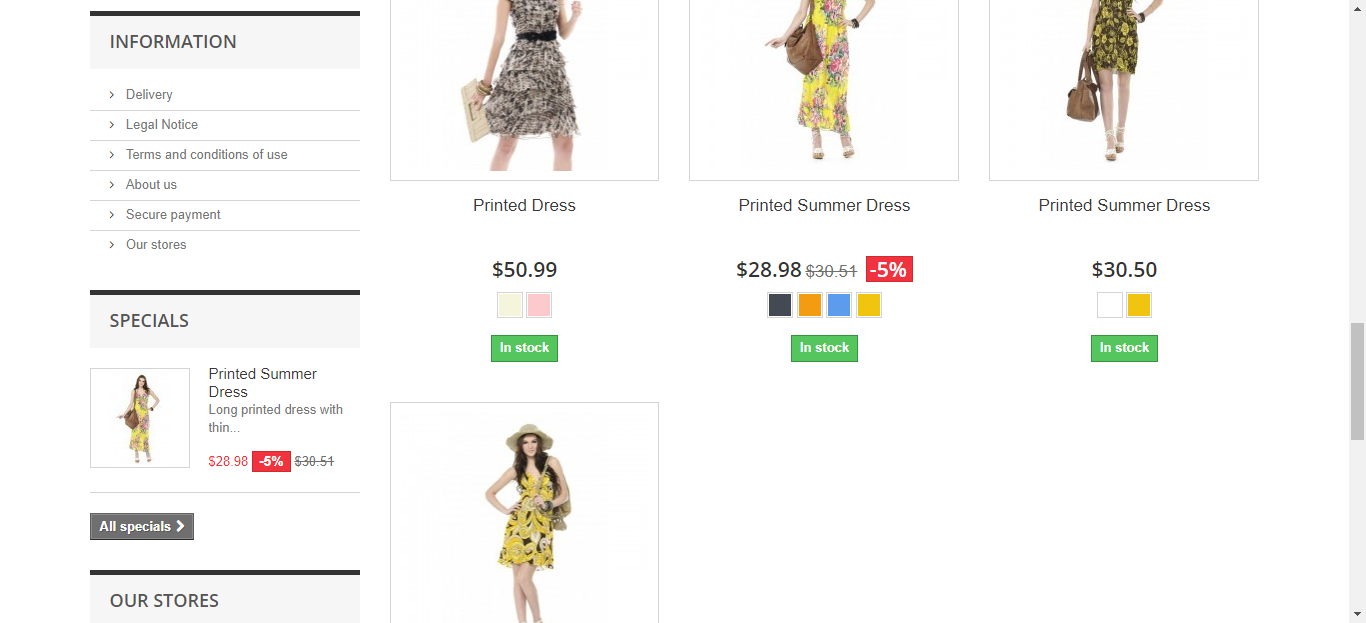 INFORMATION
Delivery
Legal Notice
Terms and conditions of use
About us
Secure payment
Our stores
SPECIALS
Printed Summer
Dress
Long printed dress with
thin...
$28.98 -5% $30.51
All specials
OUR STORES
Printed Dress
$50.99
In stock
Printed Summer Dress
$28.98 $30.51 -5%
In stock
Printed Summer Dress
$30.50
In stock